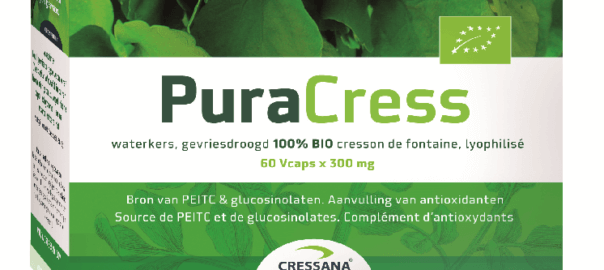 PuraCress
waterkers, gevriesdroogd 100% BIO cresson de fontaine, lyophilisé
60 Vcaps x 300 mg
Bron van PEITC & glucosinolaten. Aanvulling van antioxidanten
Source de PEITC et de glucosinolates. Complément d'antioxydants
CRESSANA®